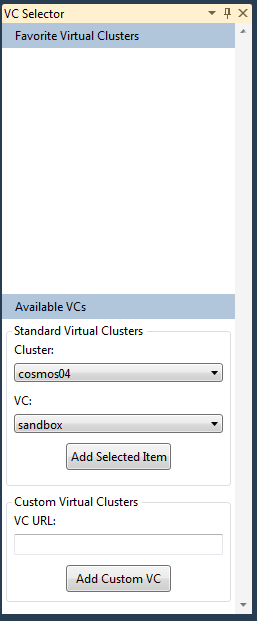 VC Selector
Favorite Virtual Clusters
Available VCs
Standard Virtual Clusters
Cluster:
cosmos04
VC:
sandbox
Add Selected Item
Custom Virtual Clusters
VC URL:
Add Custom VC